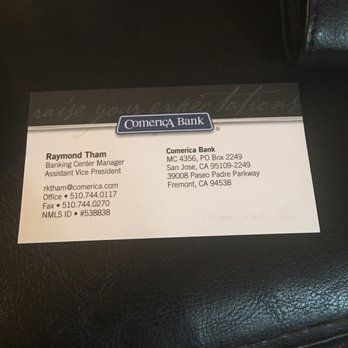 raise your expectations
ComericA Bank
Raymond Tham
Banking Center Manager
Assistant Vice President
rktham@comerica.com
Office • 510.744.0117
Fax • 510.744.0270
NMLS ID • #538838
Comerica Bank
MC 4356, PO Box 2249
San Jose, CA 95109-2249
39008 Paseo Padre Parkway
Fremont, CA 94538